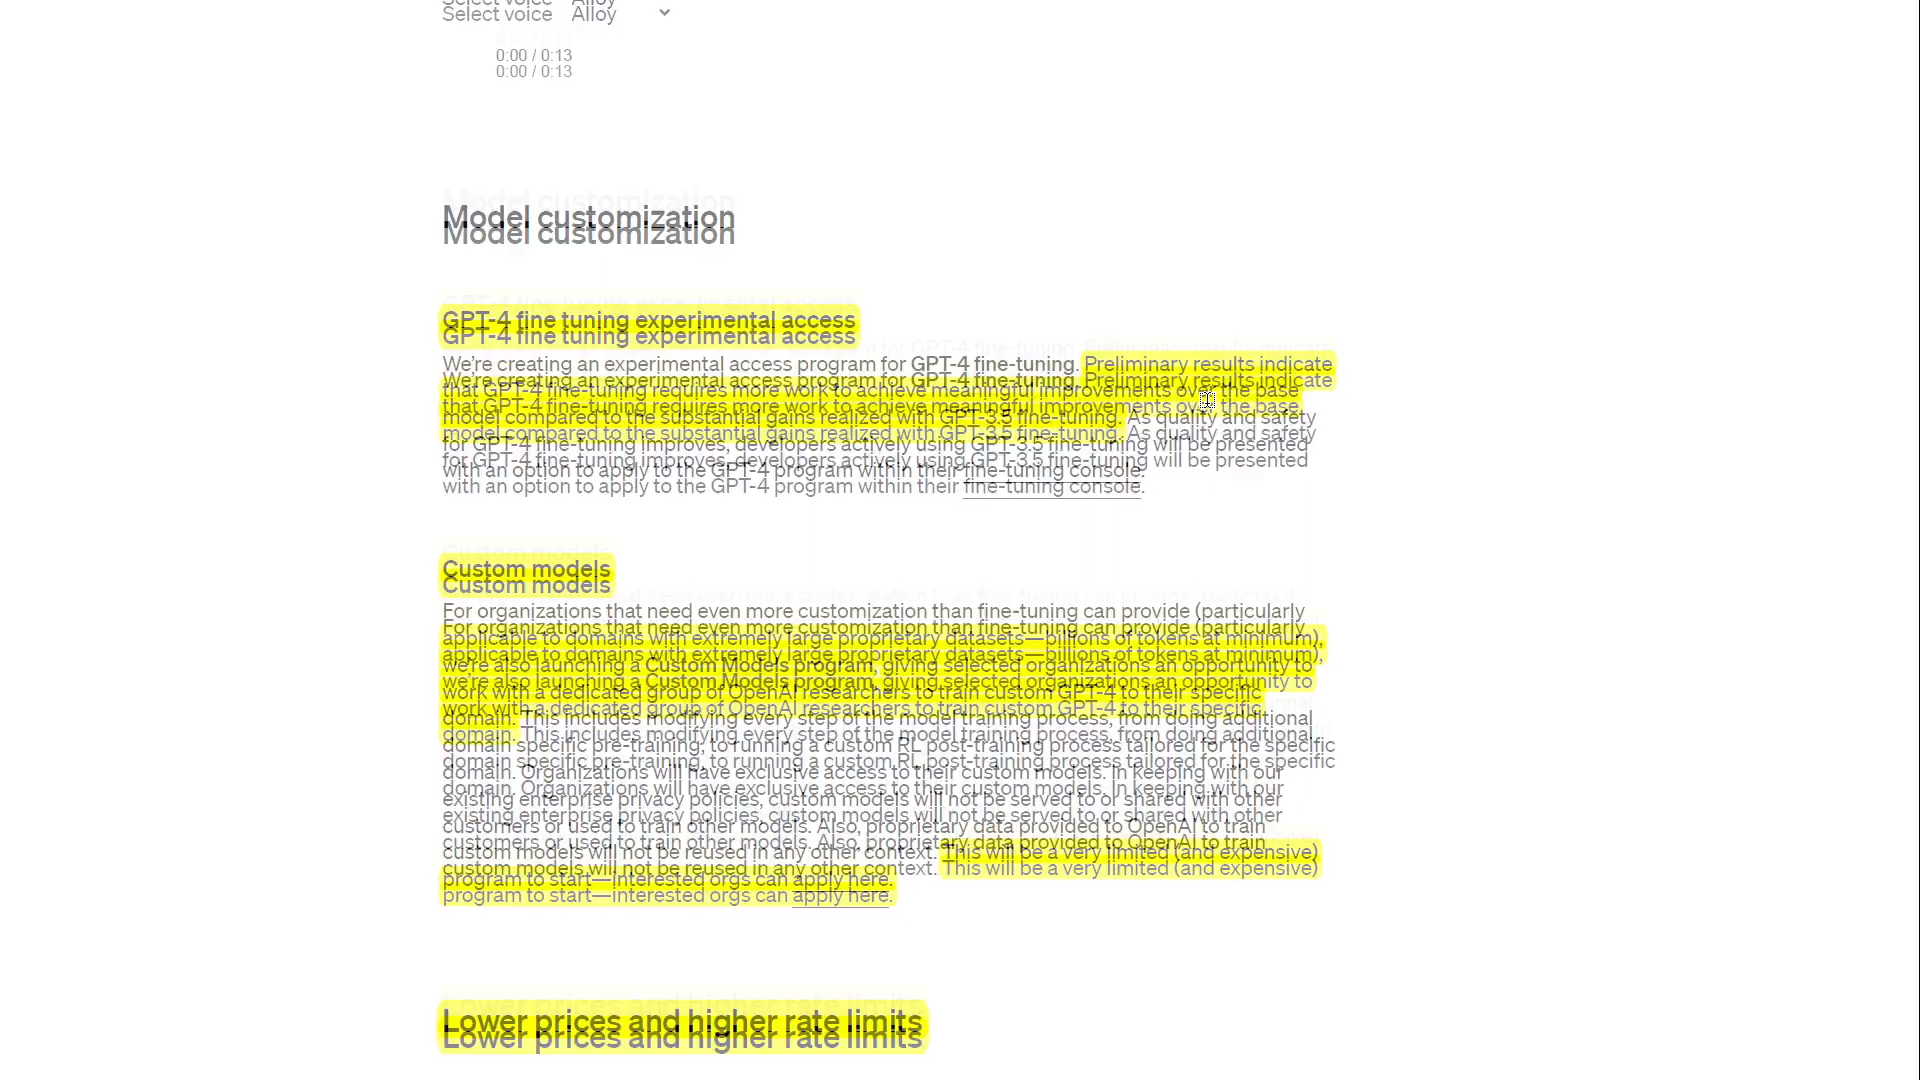 Select voice Alloy
0:00 / 0:13
Model customization
GPT-4 fine tuning experimental access
We're creating an experimental access program for GPT-4 fine-tuning. Preliminary results indicate
that GPT-4 fine-tuning requires more work to achieve meaningful improvements over the base
model compared to the substantial gains realized with GPT-3.5 fine-tuning. As quality and safety
for GPT-4 fine-tuning improves, developers actively using GPT-3.5 fine-tuning will be presented
with an option to apply to the GPT-4 program within their fine-tuning console.
Custom models
For organizations that need even more customization than fine-tuning can provide (particularly
applicable to domains with extremely large proprietary datasets—billions of tokens at minimum),
we're also launching a Custom Models program, giving selected organizations an opportunity to
work with a dedicated group of OpenAI researchers to train custom GPT-4 to their specific
domain. This includes modifying every step of the model training process, from doing additional
domain specific pre-training, to running a custom RL post-training process tailored for the specific
domain. Organizations will have exclusive access to their custom models. In keeping with our
existing enterprise privacy policies, custom models will not be served to or shared with other
customers or used to train other models. Also, proprietary data provided to OpenAI to train
custom models will not be reused in any other context. This will be a very limited (and expensive)
program to start—interested orgs can apply here.
Lower prices and higher rate limits